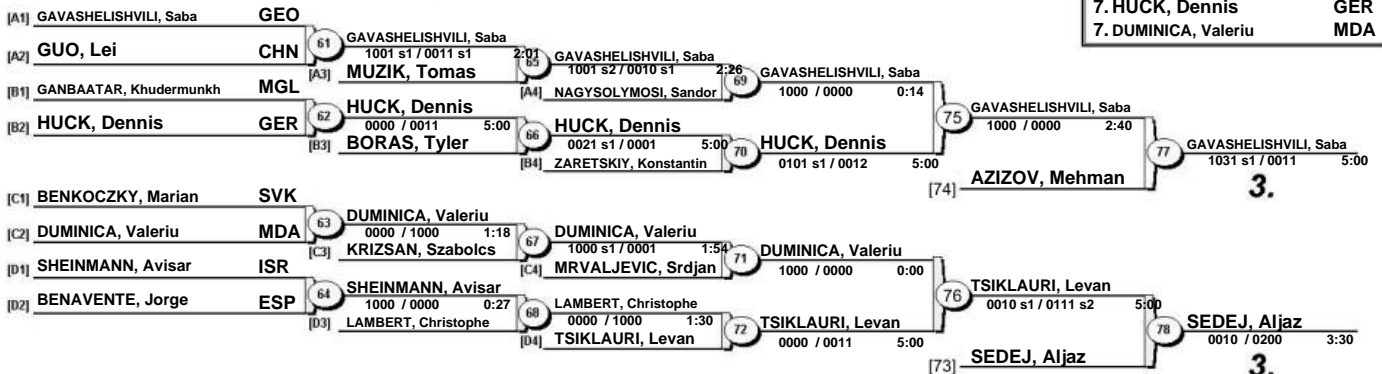 7. HUCK, Dennis GER
7. DUMINICA, Valeriu MDA
[A1] GAVASHELISHVILI, Saba GEO
[A2] GUO, Lei CHN
61
GAVASHELISHVILI, Saba
1001 s1 / 0011 s1 2:01
[A3] MUZIK, Tomas
65
GAVASHELISHVILI, Saba
1001 s2 / 0010 s1 2:26
[A4] NAGYSOLYMOSI, Sandor
69
GAVASHELISHVILI, Saba
1000 / 0000 0:14
[B1] GANBAATAR, Khudermunkh MGL
[B2] HUCK, Dennis GER
62
HUCK, Dennis
0000 / 0011 5:00
[B3] BORAS, Tyler
66
HUCK, Dennis
0021 s1 / 0001 5:00
[B4] ZARETSKIY, Konstantin
70
HUCK, Dennis
0101 s1 / 0012 5:00
75
GAVASHELISHVILI, Saba
1000 / 0000 2:40
[74] AZIZOV, Mehman
77
GAVASHELISHVILI, Saba
1031 s1 / 0011 5:00
3.
[C1] BENKOCZKY, Marian SVK
[C2] DUMINICA, Valeriu MDA
63
DUMINICA, Valeriu
0000 / 1000 1:18
[C3] KRIZSAN, Szabolcs
67
DUMINICA, Valeriu
1000 s1 / 0001 1:54
[C4] MRVALJEVIC, Srdjan
71
DUMINICA, Valeriu
1000 / 0000 0:00
[D1] SHEINMANN, Avisar ISR
[D2] BENAVENTE, Jorge ESP
64
SHEINMANN, Avisar
1000 / 0000 0:27
[D3] LAMBERT, Christophe
68
LAMBERT, Christophe
0000 / 1000 1:30
[D4] TSIKLAURI, Levan
72
TSIKLAURI, Levan
0000 / 0011 5:00
76
TSIKLAURI, Levan
0010 s1 / 0111 s2 5:00
[73] SEDEJ, Aljaz
78
SEDEJ, Aljaz
0010 / 0200 3:30
3.